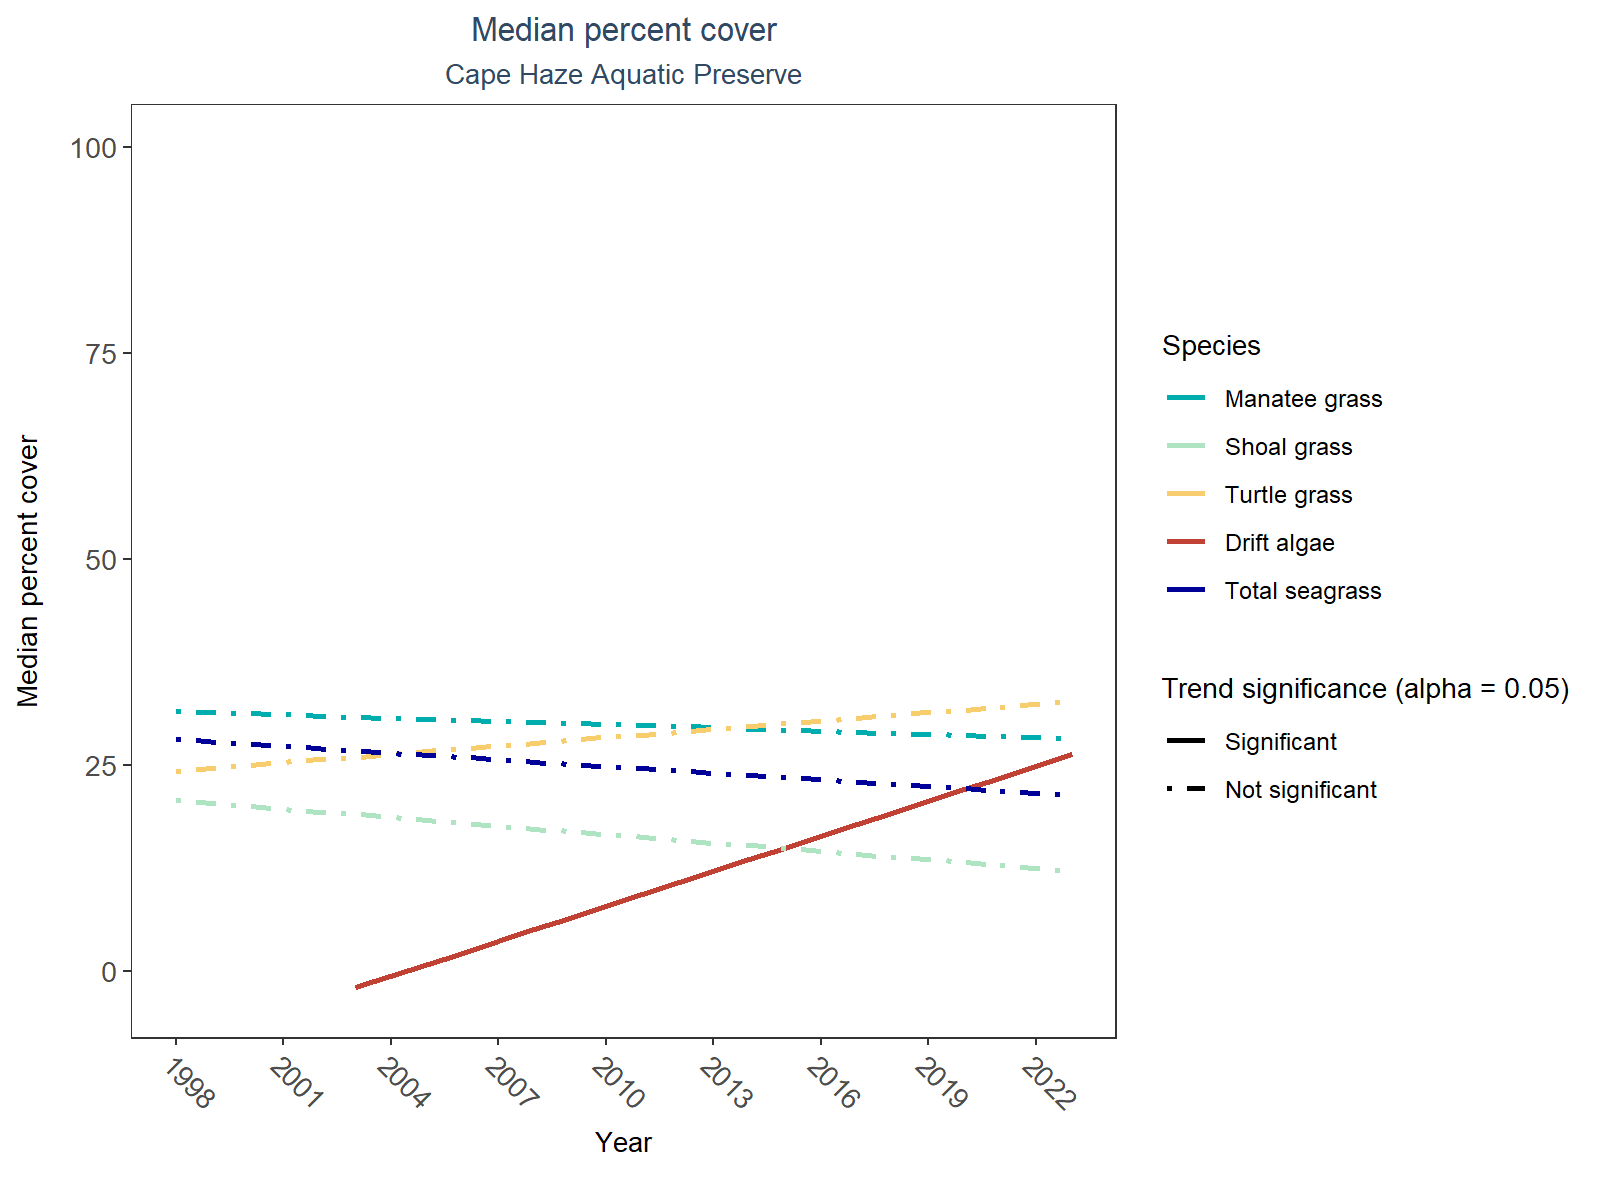 Median percent cover
Cape Haze Aquatic Preserve
Median percent cover
100
75
50
25
0
1998
2001
2004
2007
2010
2013
2016
2019
2022
Year
Species
Manatee grass
Shoal grass
Turtle grass
Drift algae
Total seagrass
Trend significance (alpha = 0.05)
Significant
Not significant